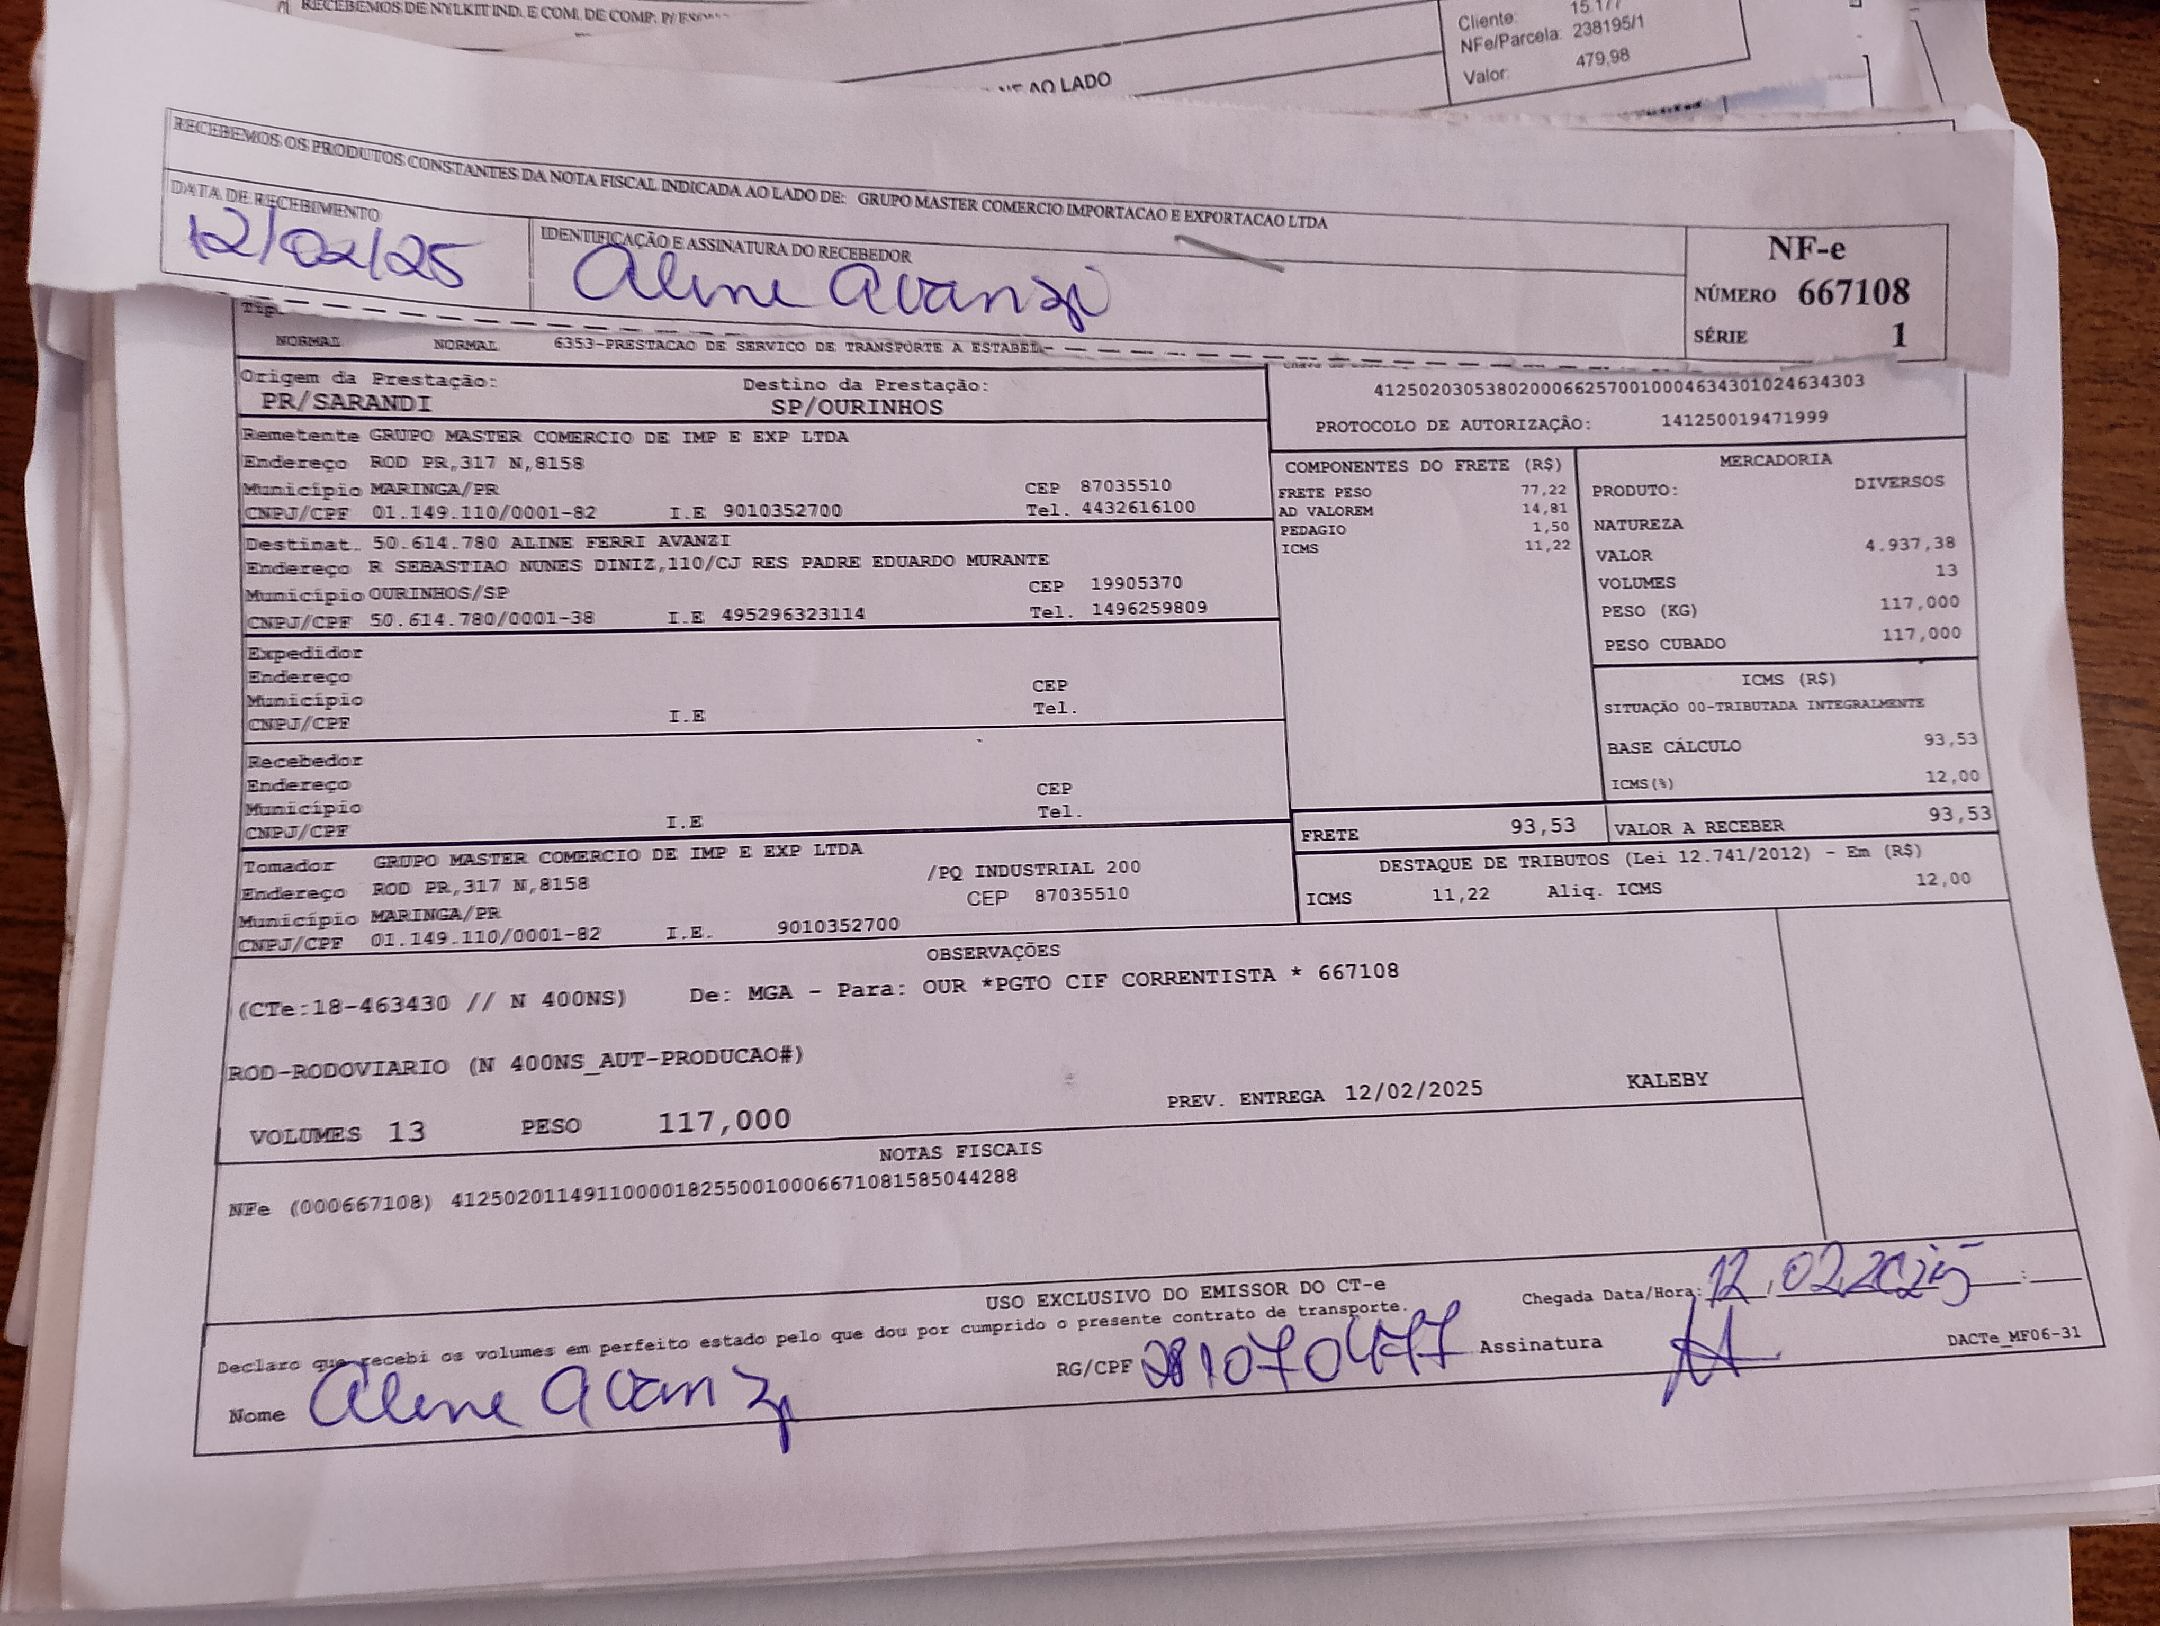 RECEBEMOS DE NYLKIT IND. E COM. DE COMP. P/
Cliente: 15.177
NFe/Parcela: 238195/1
Valor: 479,98
AO LADO
RECEBEMOS OS PRODUTOS CONSTANTES DA NOTA FISCAL INDICADA AO LADO DE: GRUPO MASTER COMERCIO IMPORTACAO E EXPORTACAO LTDA
DATA DE RECEBIMENTO
12/02/25
IDENTIFICAÇÃO E ASSINATURA DO RECEBEDOR
Aline Avanzi
NF-e
NÚMERO 667108
SÉRIE 1
NORMAL NORMAL 6353-PRESTACAO DE SERVICO DE TRANSPORTE A ESTABEL
Origem da Prestação: Destino da Prestação:
PR/SARANDI SP/OURINHOS
41250203053802000662570010004634301024634303
PROTOCOLO DE AUTORIZAÇÃO: 141250019471999
Remetente GRUPO MASTER COMERCIO DE IMP E EXP LTDA
Endereço ROD PR,317 N,8158
Município MARINGA/PR CEP 87035510
CNPJ/CPF 01.149.110/0001-82 I.E 9010352700 Tel. 4432616100
Destinat. 50.614.780 ALINE FERRI AVANZI
Endereço R SEBASTIAO NUNES DINIZ,110/CJ RES PADRE EDUARDO MURANTE
Município OURINHOS/SP CEP 19905370
CNPJ/CPF 50.614.780/0001-38 I.E 495296323114 Tel. 1496259809
Expedidor
Endereço
Município CEP
CNPJ/CPF I.E Tel.
Recebedor
Endereço
Município CEP
CNPJ/CPF I.E Tel.
Tomador GRUPO MASTER COMERCIO DE IMP E EXP LTDA
Endereço ROD PR,317 N,8158 /PQ INDUSTRIAL 200
Município MARINGA/PR CEP 87035510
CNPJ/CPF 01.149.110/0001-82 I.E. 9010352700
COMPONENTES DO FRETE (R$)
FRETE PESO 77,22
AD VALOREM 14,81
PEDAGIO 1,50
ICMS 11,22
MERCADORIA
PRODUTO: DIVERSOS
NATUREZA
VALOR 4.937,38
VOLUMES 13
PESO (KG) 117,000
PESO CUBADO 117,000
ICMS (R$)
SITUAÇÃO 00-TRIBUTADA INTEGRALMENTE
BASE CÁLCULO 93,53
ICMS(%) 12,00
FRETE 93,53 VALOR A RECEBER 93,53
DESTAQUE DE TRIBUTOS (Lei 12.741/2012) - Em (R$)
ICMS 11,22 Aliq. ICMS 12,00
OBSERVAÇÕES
(CTe:18-463430 // N 400NS) De: MGA - Para: OUR *PGTO CIF CORRENTISTA * 667108
ROD-RODOVIARIO (N 400NS_AUT-PRODUCAO#)
VOLUMES 13 PESO 117,000 PREV. ENTREGA 12/02/2025 KALEBY
NOTAS FISCAIS
NFe (000667108) 41250201149110000182550010006671081585044288
USO EXCLUSIVO DO EMISSOR DO CT-e
Declaro que recebi os volumes em perfeito estado pelo que dou por cumprido o presente contrato de transporte.
Chegada Data/Hora: 12,02,2025 :
Nome Aline Avanzi RG/CPF Assinatura
DACTe_MF06-31